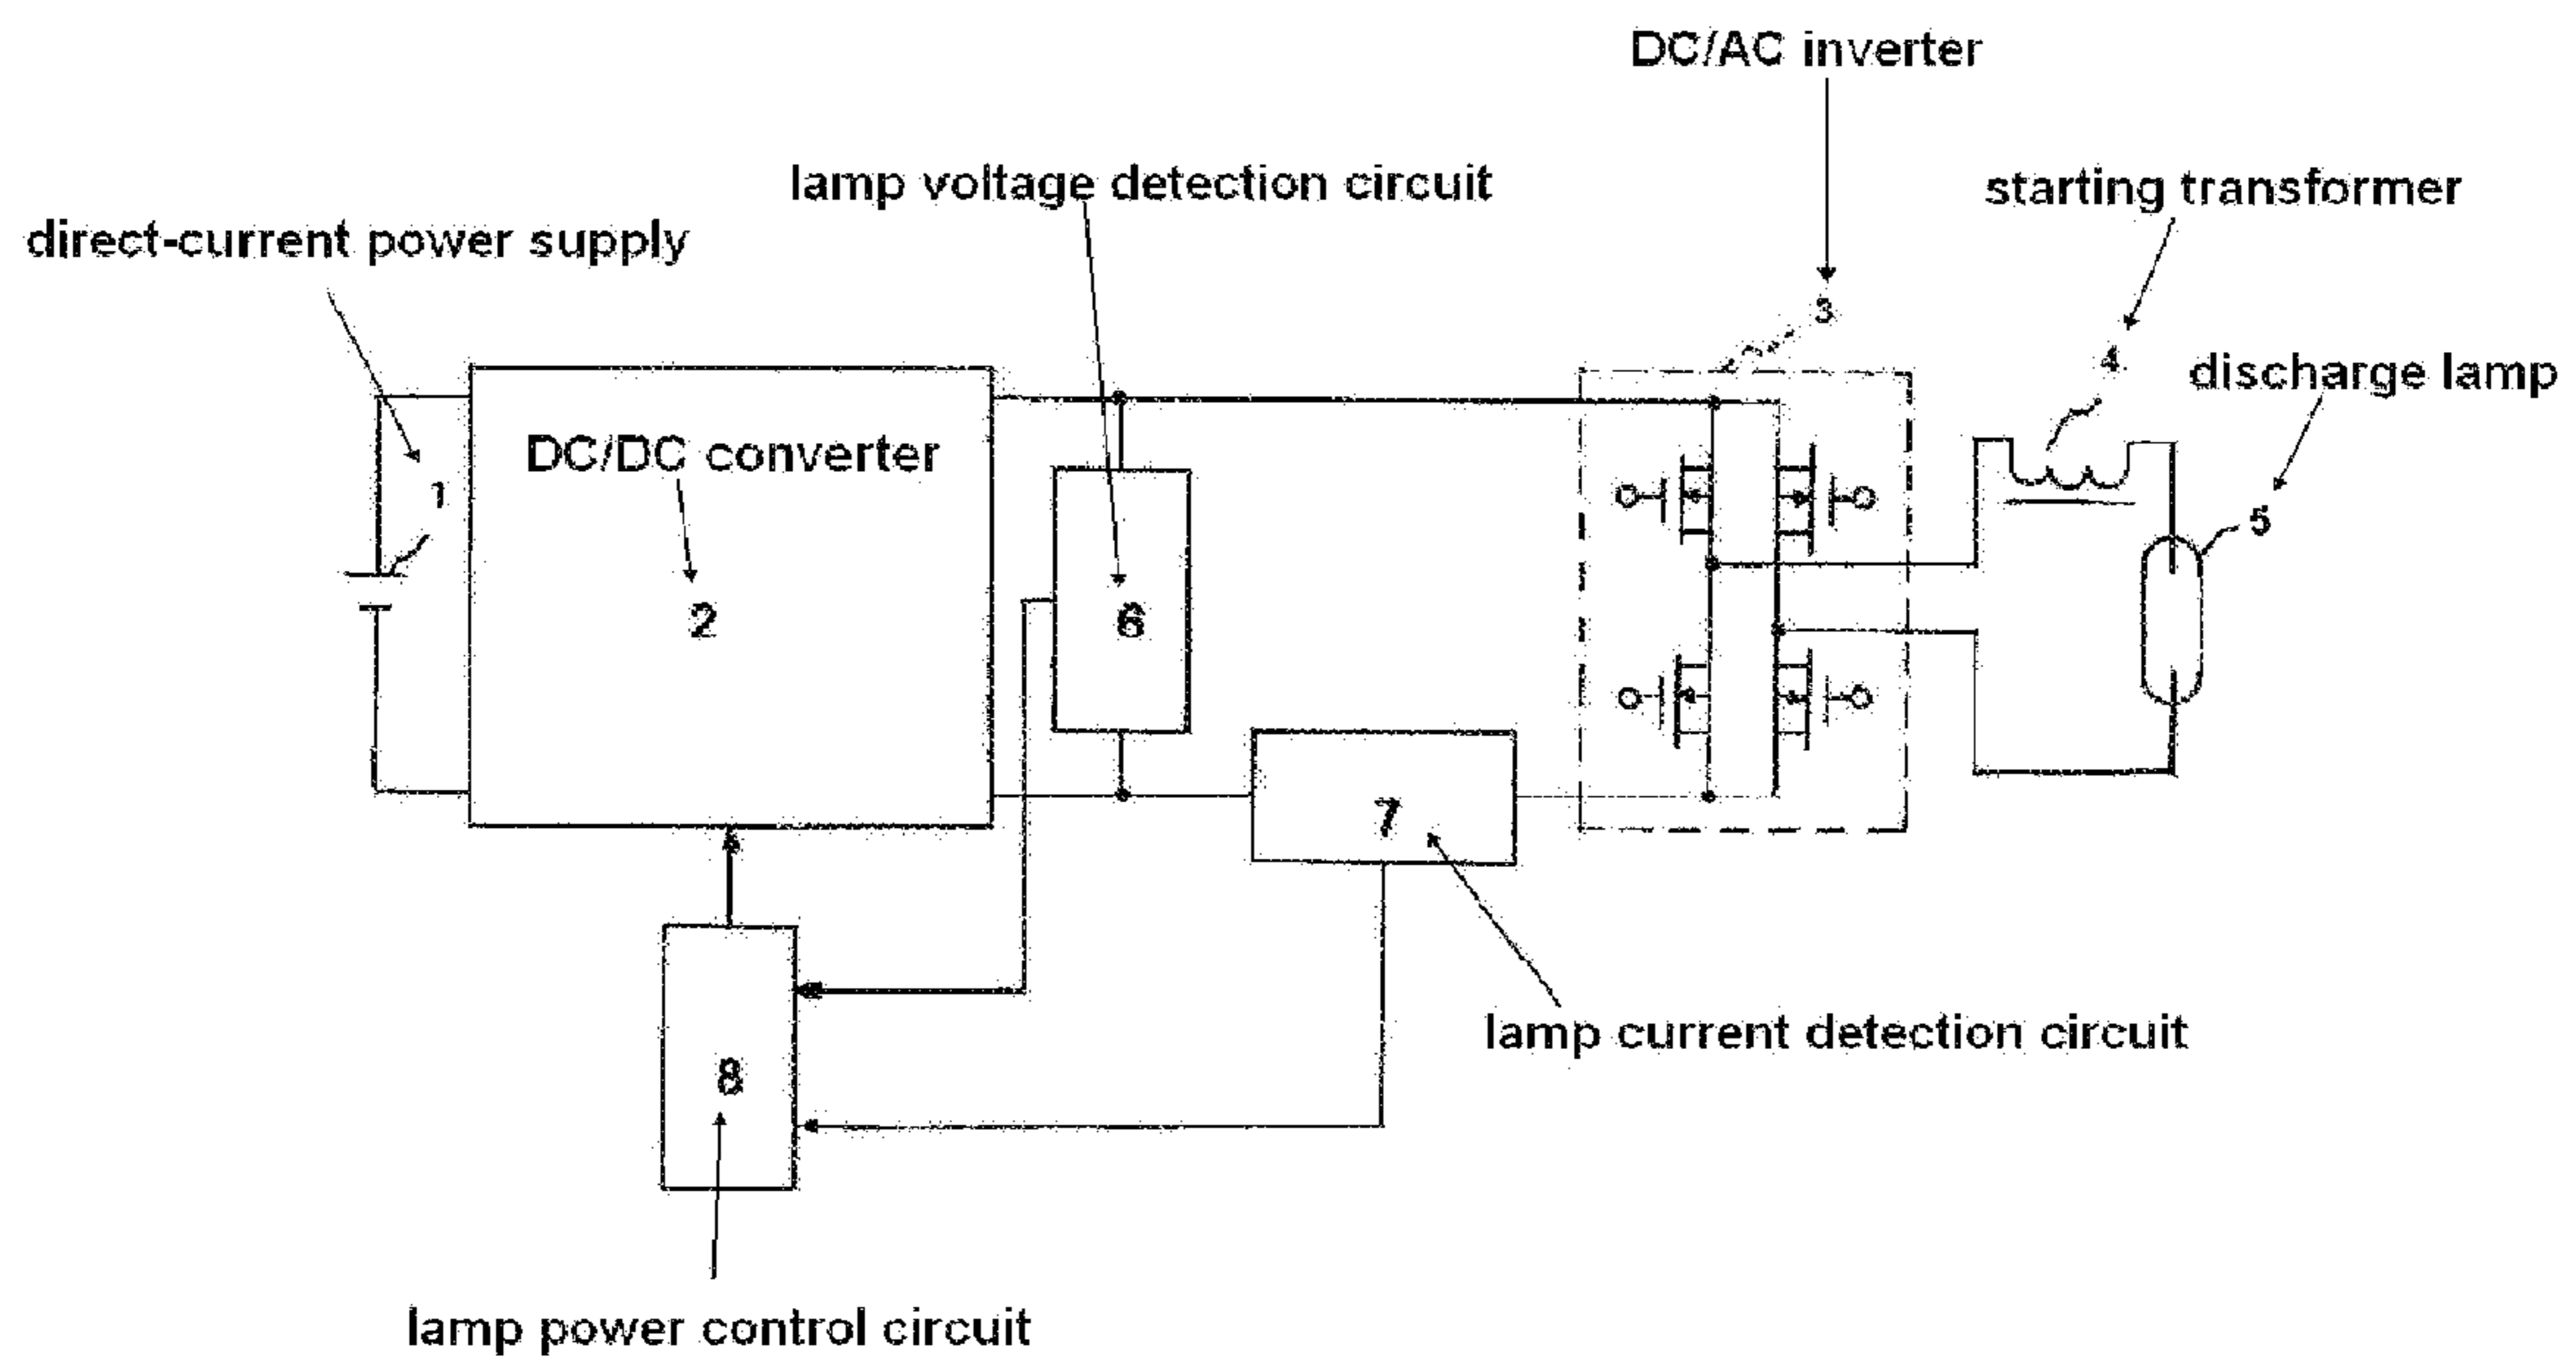 DC/AC inverter
lamp voltage detection circuit
starting transformer
direct-current power supply
3
4
discharge lamp
DC/DC converter
1
5
2
6
7
lamp current detection circuit
8
lamp power control circuit